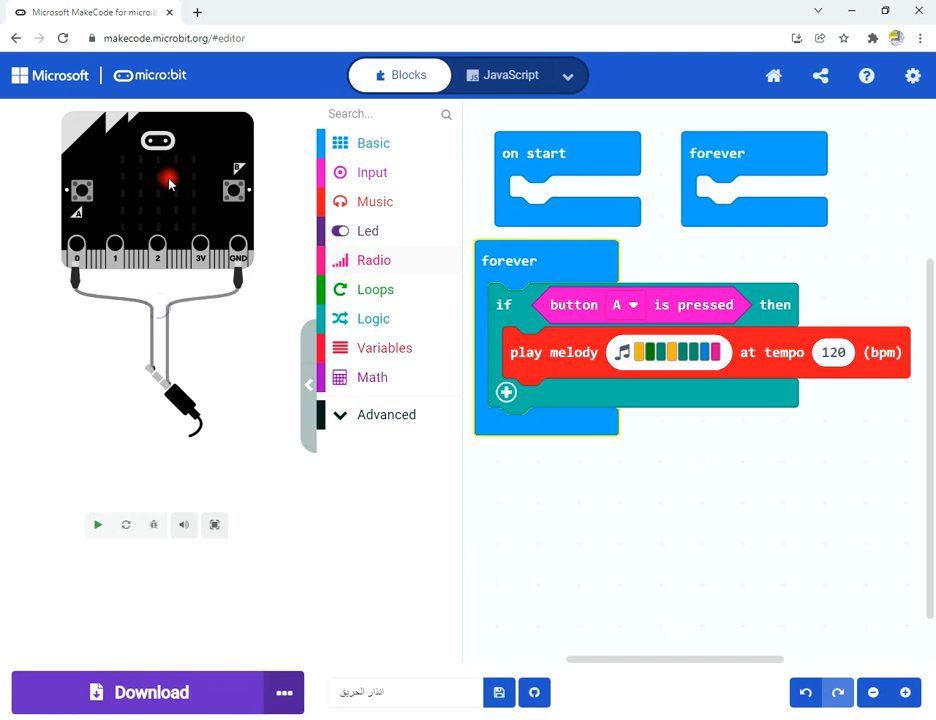 Microsoft MakeCode for micro:b
makecode.microbit.org/#editor
Microsoft
micro:bit
Blocks
JavaScript
Search...
Basic
Input
Music
Led
Radio
Loops
Logic
Variables
Math
Advanced
B
A
0 1 2 3V GND
on start
forever
forever
if button A is pressed then
play melody at tempo 120 (bpm)
Download
انذار الحريق